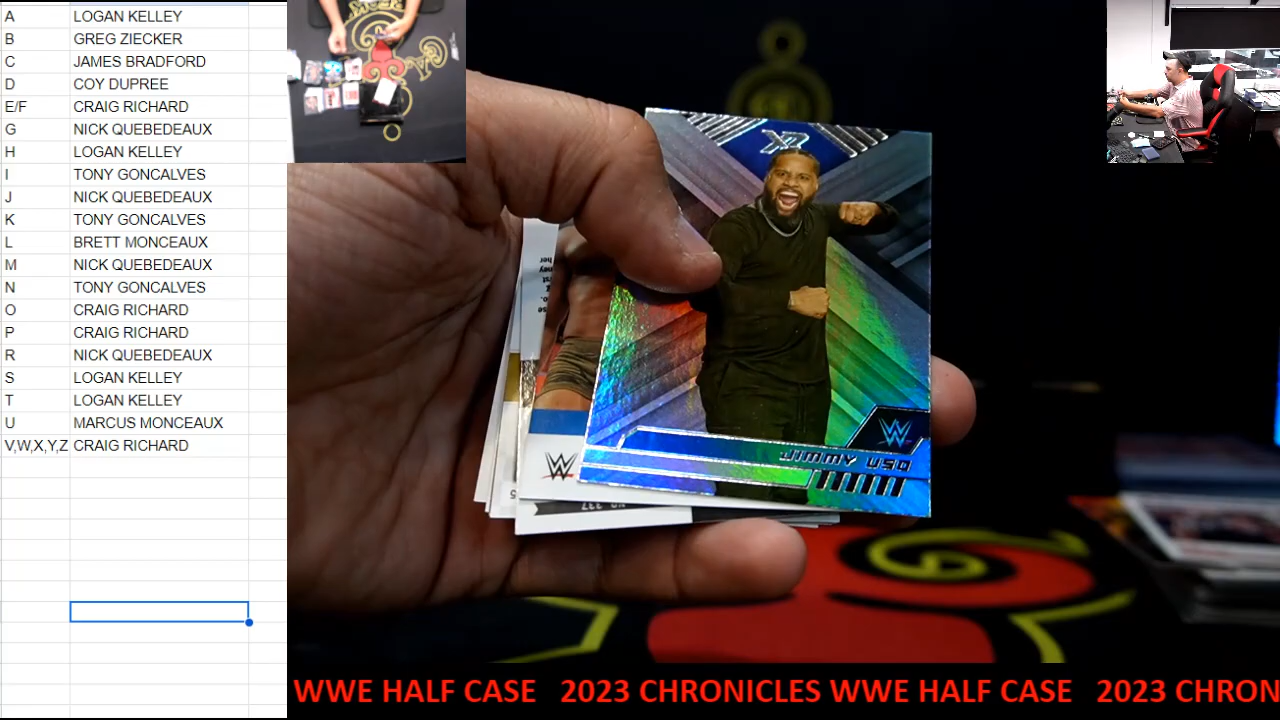 A LOGAN KELLEY
B GREG ZIECKER
C JAMES BRADFORD
D COY DUPREE
E/F CRAIG RICHARD
G NICK QUEBEDEAUX
H LOGAN KELLEY
I TONY GONCALVES
J NICK QUEBEDEAUX
K TONY GONCALVES
L BRETT MONCEAUX
M NICK QUEBEDEAUX
N TONY GONCALVES
O CRAIG RICHARD
P CRAIG RICHARD
R NICK QUEBEDEAUX
S LOGAN KELLEY
T LOGAN KELLEY
U MARCUS MONCEAUX
V,W,X,Y,Z CRAIG RICHARD
XR
W
JIMMY USO
W
NO. 337
WWE HALF CASE 2023 CHRONICLES WWE HALF CASE 2023 CHRON